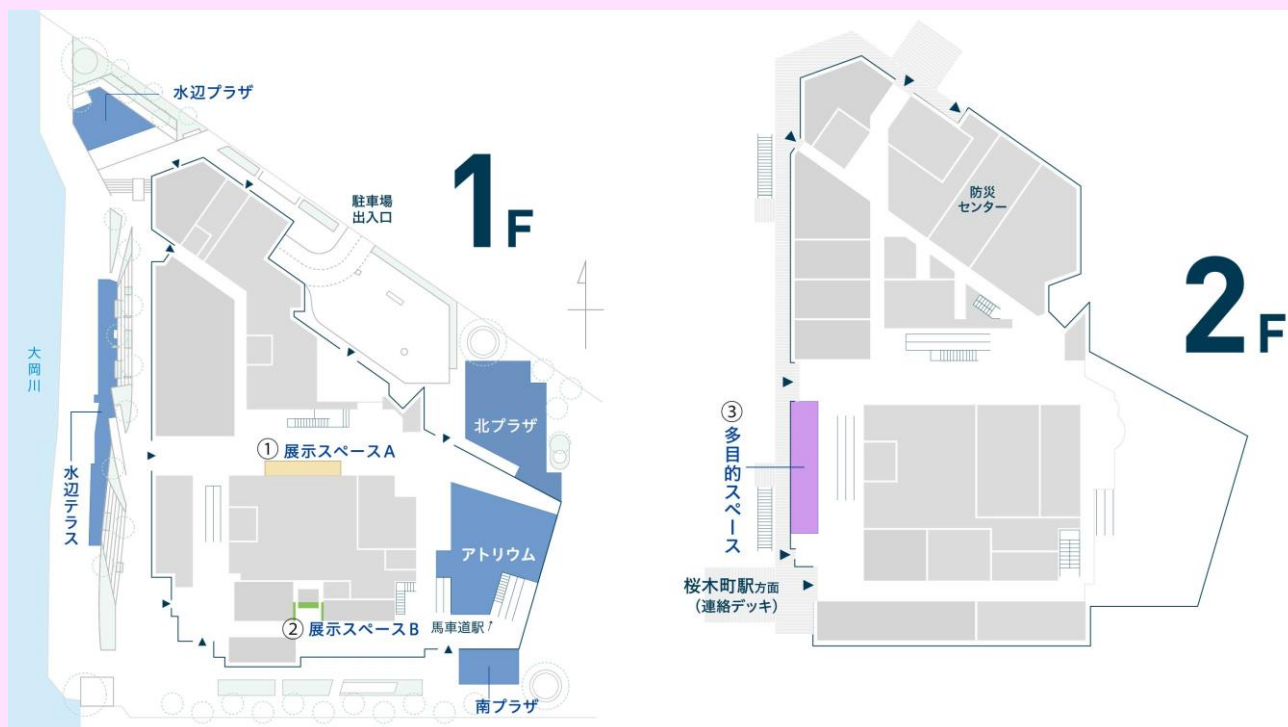 水辺プラザ
1F
駐車場
出入口
大岡川
水辺テラス
北プラザ
① 展示スペースA
アトリウム
② 展示スペースB
馬車道駅
南プラザ
2F
防災
センター
③多目的スペース
桜木町駅方面
（連絡デッキ）